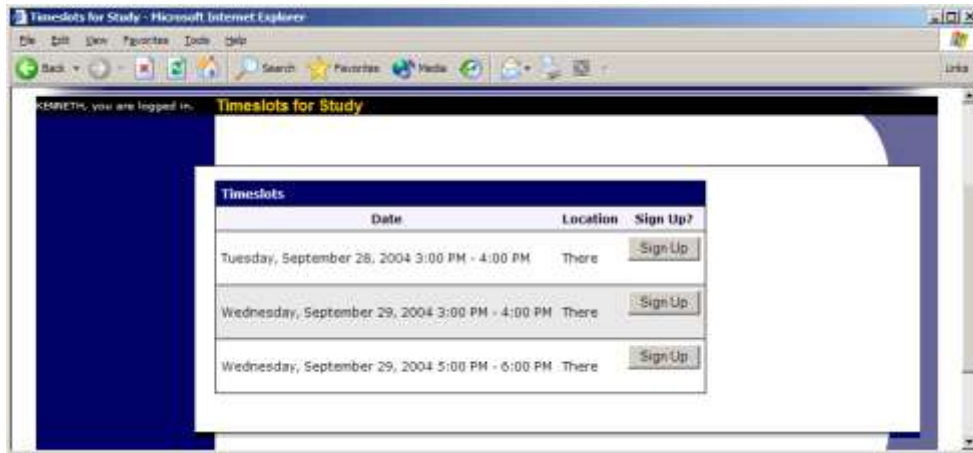 Timeslots for Study - Microsoft Internet Explorer
File Edit View Favorites Tools Help
Back Search Favorites Media Links
KENNETH, you are logged in. Timeslots for Study
Timeslots
Date Location Sign Up?
Tuesday, September 28, 2004 3:00 PM - 4:00 PM There Sign Up
Wednesday, September 29, 2004 3:00 PM - 4:00 PM There Sign Up
Wednesday, September 29, 2004 5:00 PM - 6:00 PM There Sign Up